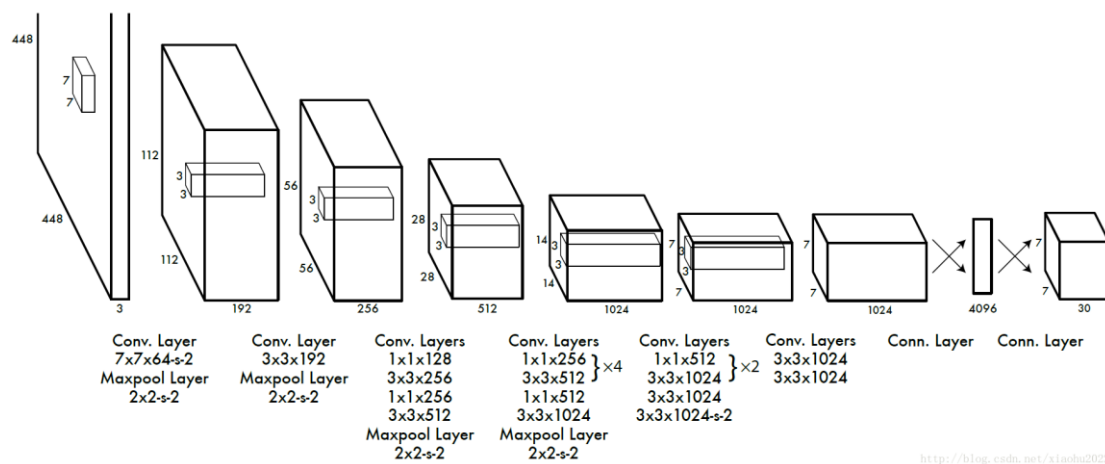 448
7
7
448
3
112
3
3
112
192
56
3
3
56
256
28
3
3
28
512
14
3
3
14
1024
7
3
3
7
1024
7
7
1024
4096
7
7
30
Conv. Layer
7x7x64-s-2
Maxpool Layer
2x2-s-2
Conv. Layer
3x3x192
Maxpool Layer
2x2-s-2
Conv. Layers
1x1x128
3x3x256
1x1x256
3x3x512
Maxpool Layer
2x2-s-2
Conv. Layers
1x1x256
3x3x512
} ×4
1x1x512
3x3x1024
Maxpool Layer
2x2-s-2
Conv. Layers
1x1x512
3x3x1024
} ×2
3x3x1024
3x3x1024-s-2
Conv. Layers
3x3x1024
3x3x1024
Conn. Layer
Conn. Layer
http://blog.csdn.net/xiaohu202